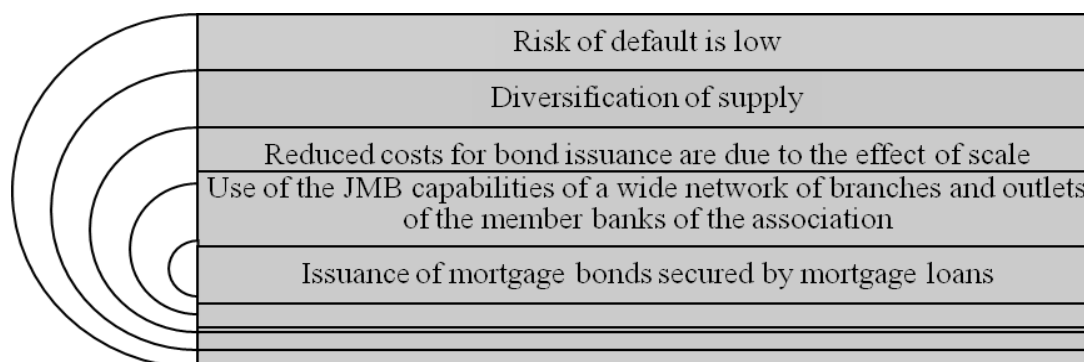 Risk of default is low
Diversification of supply
Reduced costs for bond issuance are due to the effect of scale
Use of the JMB capabilities of a wide network of branches and outlets
of the member banks of the association
Issuance of mortgage bonds secured by mortgage loans